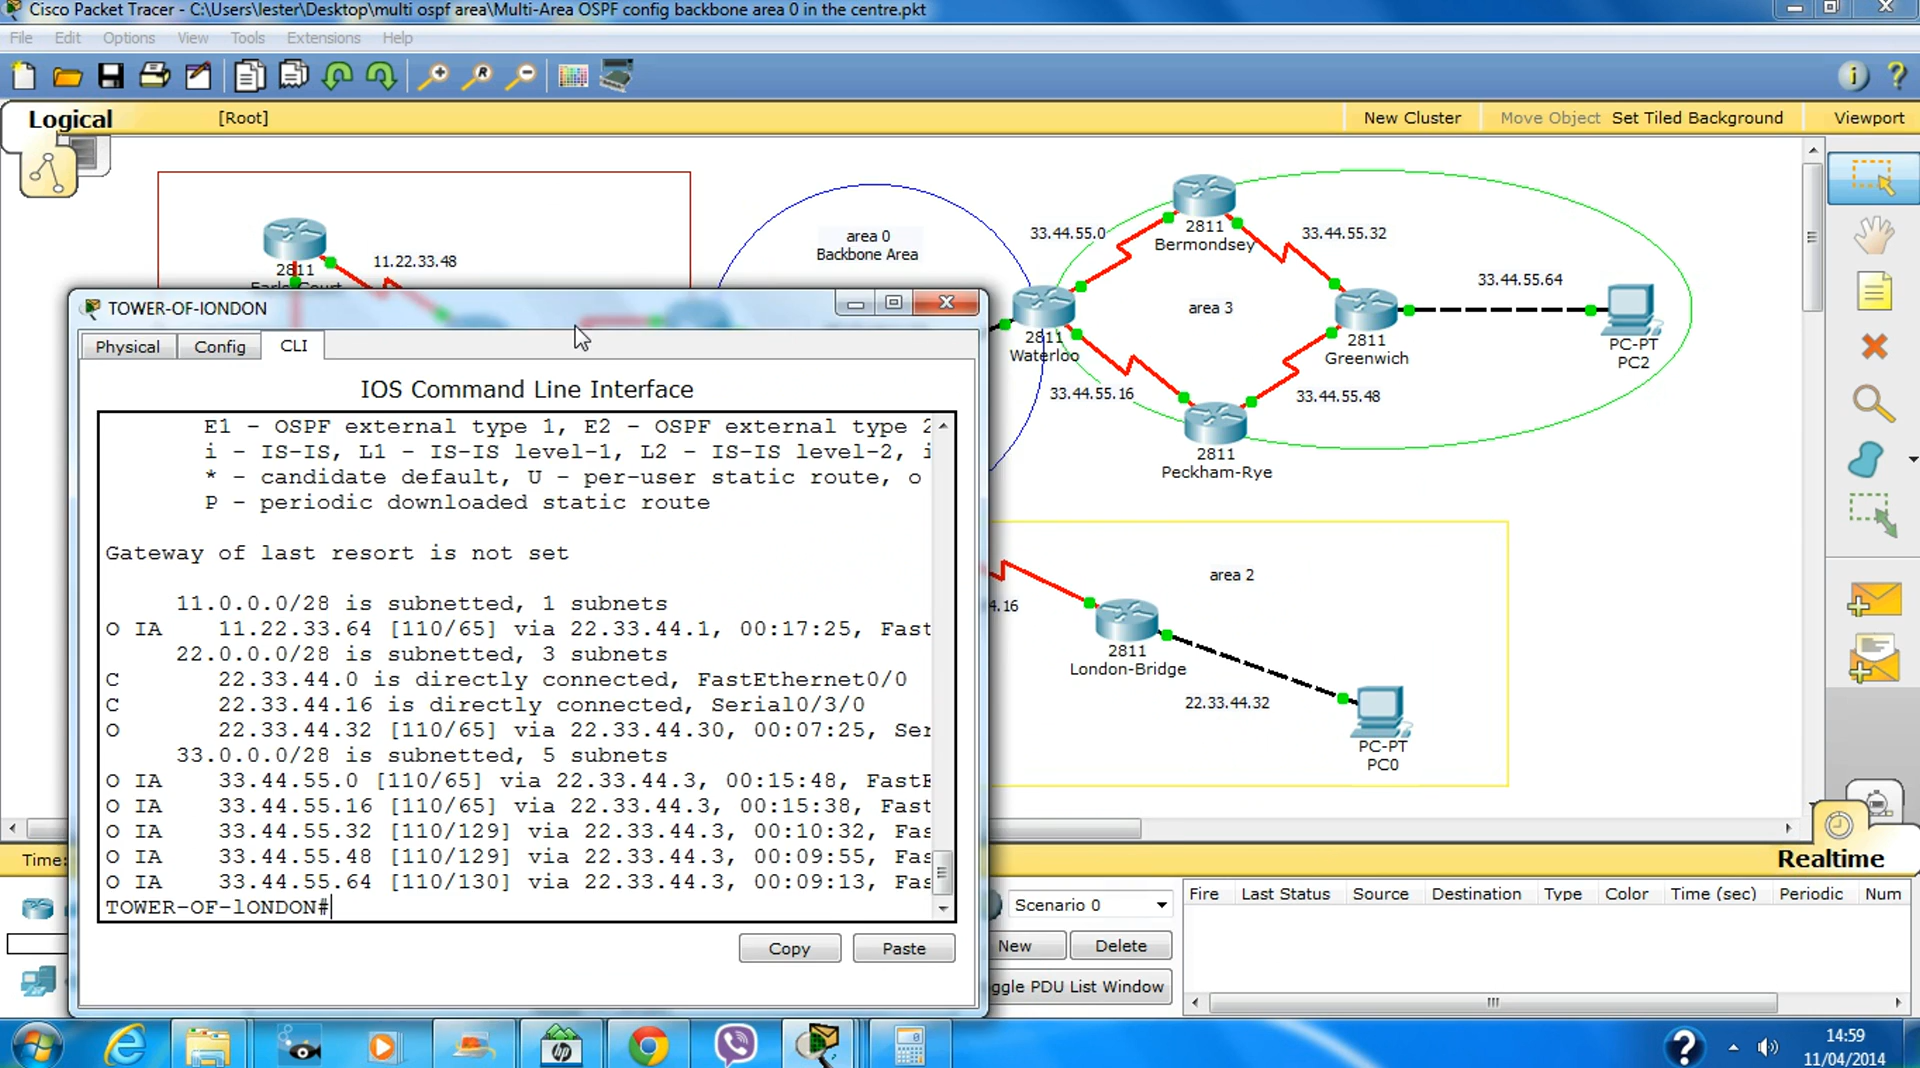 Cisco Packet Tracer - C:\Users\lester\Desktop\multi ospf area\Multi-Area OSPF config backbone area 0 in the centre.pkt
File Edit Options View Tools Extensions Help
Logical [Root] New Cluster Move Object Set Tiled Background Viewport
2811
11.22.33.48
area 0
Backbone Area
33.44.55.0
2811
Bermondsey
33.44.55.32
33.44.55.64
area 3
2811
Waterloo
2811
Greenwich
PC-PT
PC2
33.44.55.16
33.44.55.48
2811
Peckham-Rye
area 2
4.16
2811
London-Bridge
22.33.44.32
PC-PT
PC0
TOWER-OF-lONDON
Physical Config CLI
IOS Command Line Interface
E1 - OSPF external type 1, E2 - OSPF external type 2
i - IS-IS, L1 - IS-IS level-1, L2 - IS-IS level-2, i
* - candidate default, U - per-user static route, o
P - periodic downloaded static route
Gateway of last resort is not set
11.0.0.0/28 is subnetted, 1 subnets
O IA 11.22.33.64 [110/65] via 22.33.44.1, 00:17:25, Fast
22.0.0.0/28 is subnetted, 3 subnets
C 22.33.44.0 is directly connected, FastEthernet0/0
C 22.33.44.16 is directly connected, Serial0/3/0
O 22.33.44.32 [110/65] via 22.33.44.30, 00:07:25, Ser
33.0.0.0/28 is subnetted, 5 subnets
O IA 33.44.55.0 [110/65] via 22.33.44.3, 00:15:48, FastE
O IA 33.44.55.16 [110/65] via 22.33.44.3, 00:15:38, Fast
O IA 33.44.55.32 [110/129] via 22.33.44.3, 00:10:32, Fas
O IA 33.44.55.48 [110/129] via 22.33.44.3, 00:09:55, Fas
O IA 33.44.55.64 [110/130] via 22.33.44.3, 00:09:13, Fas
TOWER-OF-lONDON#
Copy Paste
Time:
Realtime
Scenario 0
New Delete
ggle PDU List Window
Fire Last Status Source Destination Type Color Time (sec) Periodic Num
14:59
11/04/2014